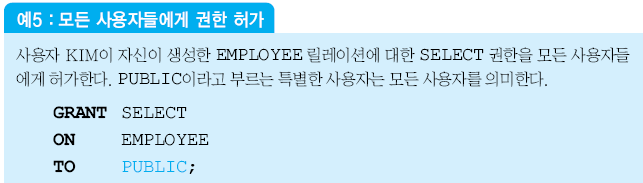 예5 : 모든 사용자들에게 권한 허가
사용자 KIM이 자신이 생성한 EMPLOYEE 릴레이션에 대한 SELECT 권한을 모든 사용자들
에게 허가한다. PUBLIC이라고 부르는 특별한 사용자는 모든 사용자를 의미한다.
GRANT SELECT
ON EMPLOYEE
TO PUBLIC;